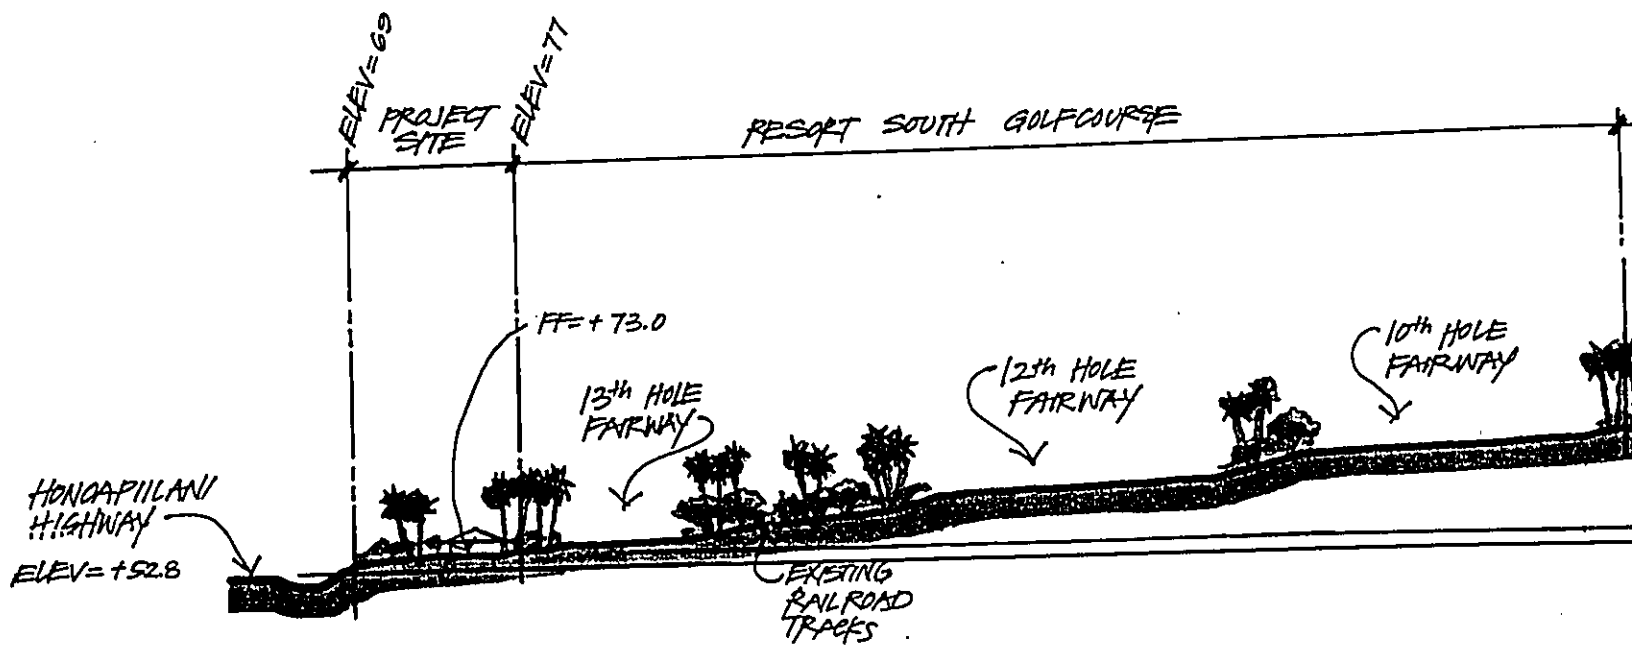 ELEV=69
PROJECT
SITE
ELEV=77
RESORT SOUTH GOLFCOURSE
FF=+73.0
13th HOLE
FAIRWAY
12th HOLE
FAIRWAY
10th HOLE
FAIRWAY
HONOAPIILANI
HIGHWAY
ELEV=+52.8
EXISTING
RAILROAD
TRACKS